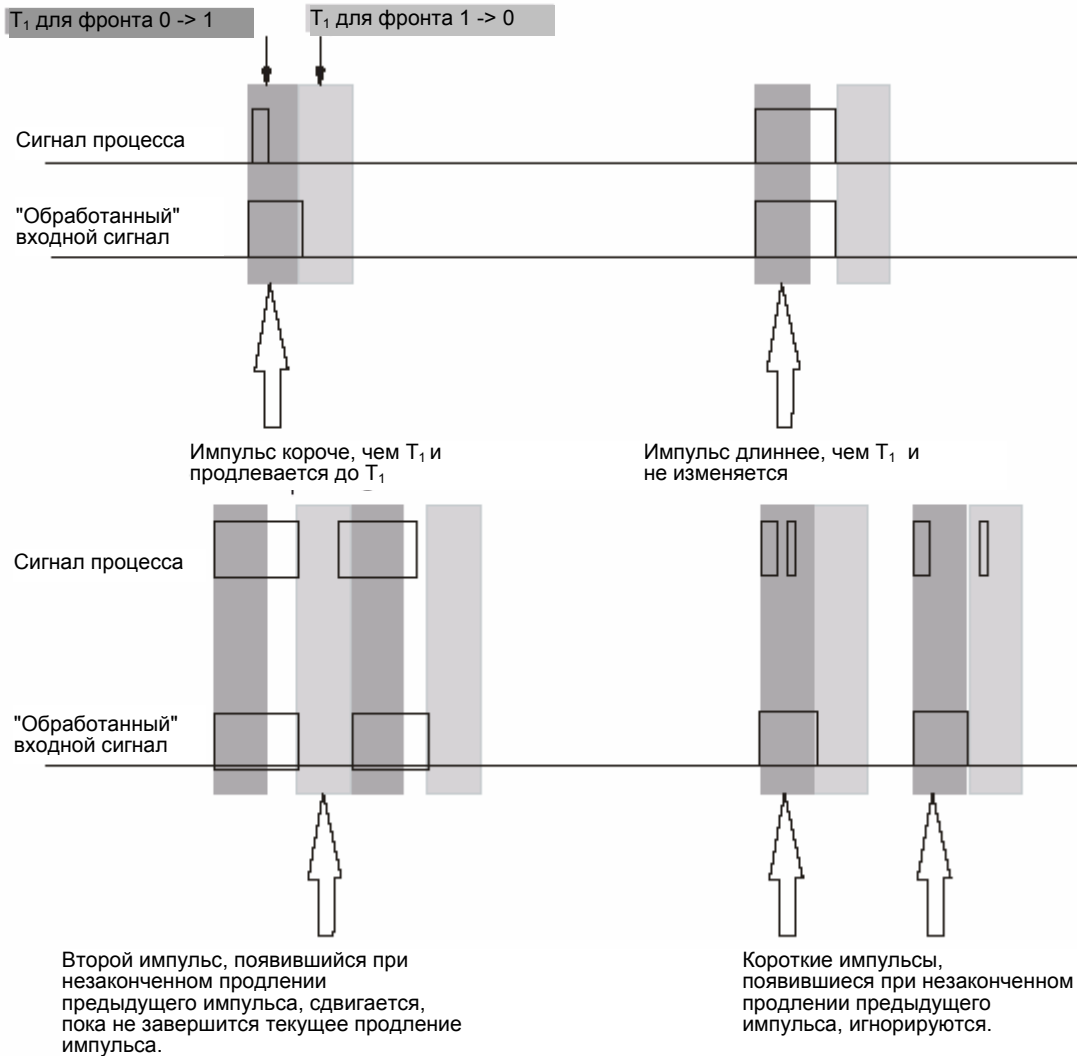 T₁ для фронта 0 -> 1
T₁ для фронта 1 -> 0
Сигнал процесса
"Обработанный"
входной сигнал
Импульс короче, чем T₁ и
продлевается до T₁
Импульс длиннее, чем T₁ и
не изменяется
Сигнал процесса
"Обработанный"
входной сигнал
Второй импульс, появившийся при
незаконченном продлении
предыдущего импульса, сдвигается,
пока не завершится текущее продление
импульса.
Короткие импульсы,
появившиеся при незаконченном
продлении предыдущего
импульса, игнорируются.